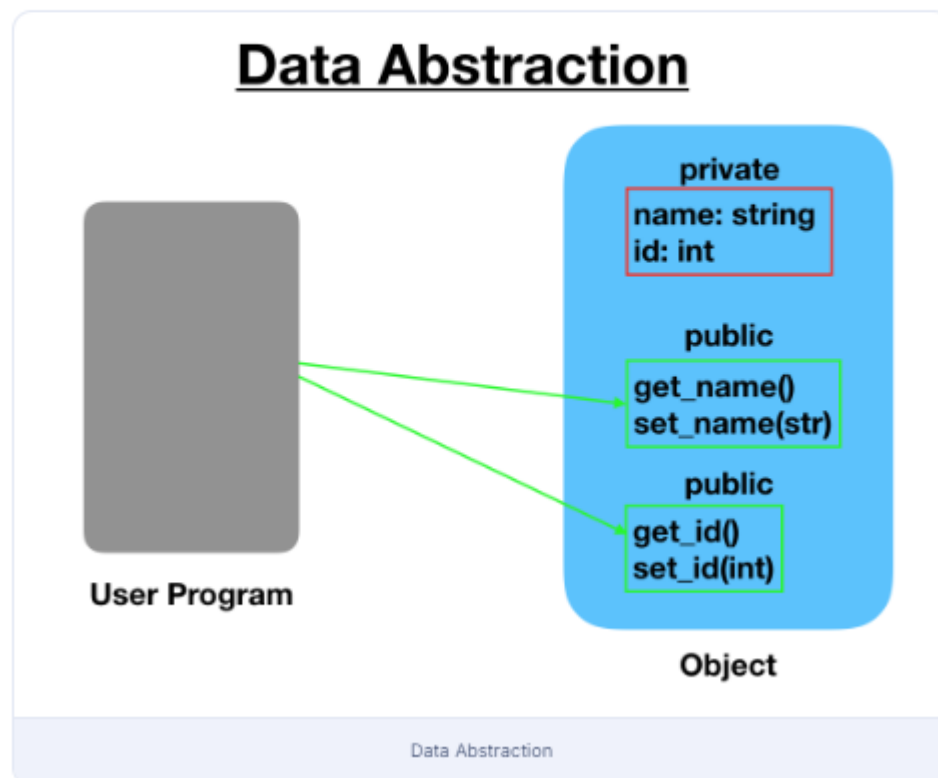 Data Abstraction
private
name: string
id: int
public
get_name()
set_name(str)
public
get_id()
set_id(int)
User Program
Object
Data Abstraction